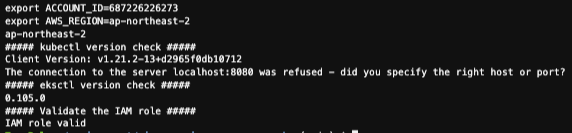 export ACCOUNT_ID=687226226273
export AWS_REGION=ap-northeast-2
ap-northeast-2
##### kubectl version check #####
Client Version: v1.21.2-13+d2965f0db10712
The connection to the server localhost:8080 was refused - did you specify the right host or port?
##### eksctl version check #####
0.105.0
##### Validate the IAM role #####
IAM role valid